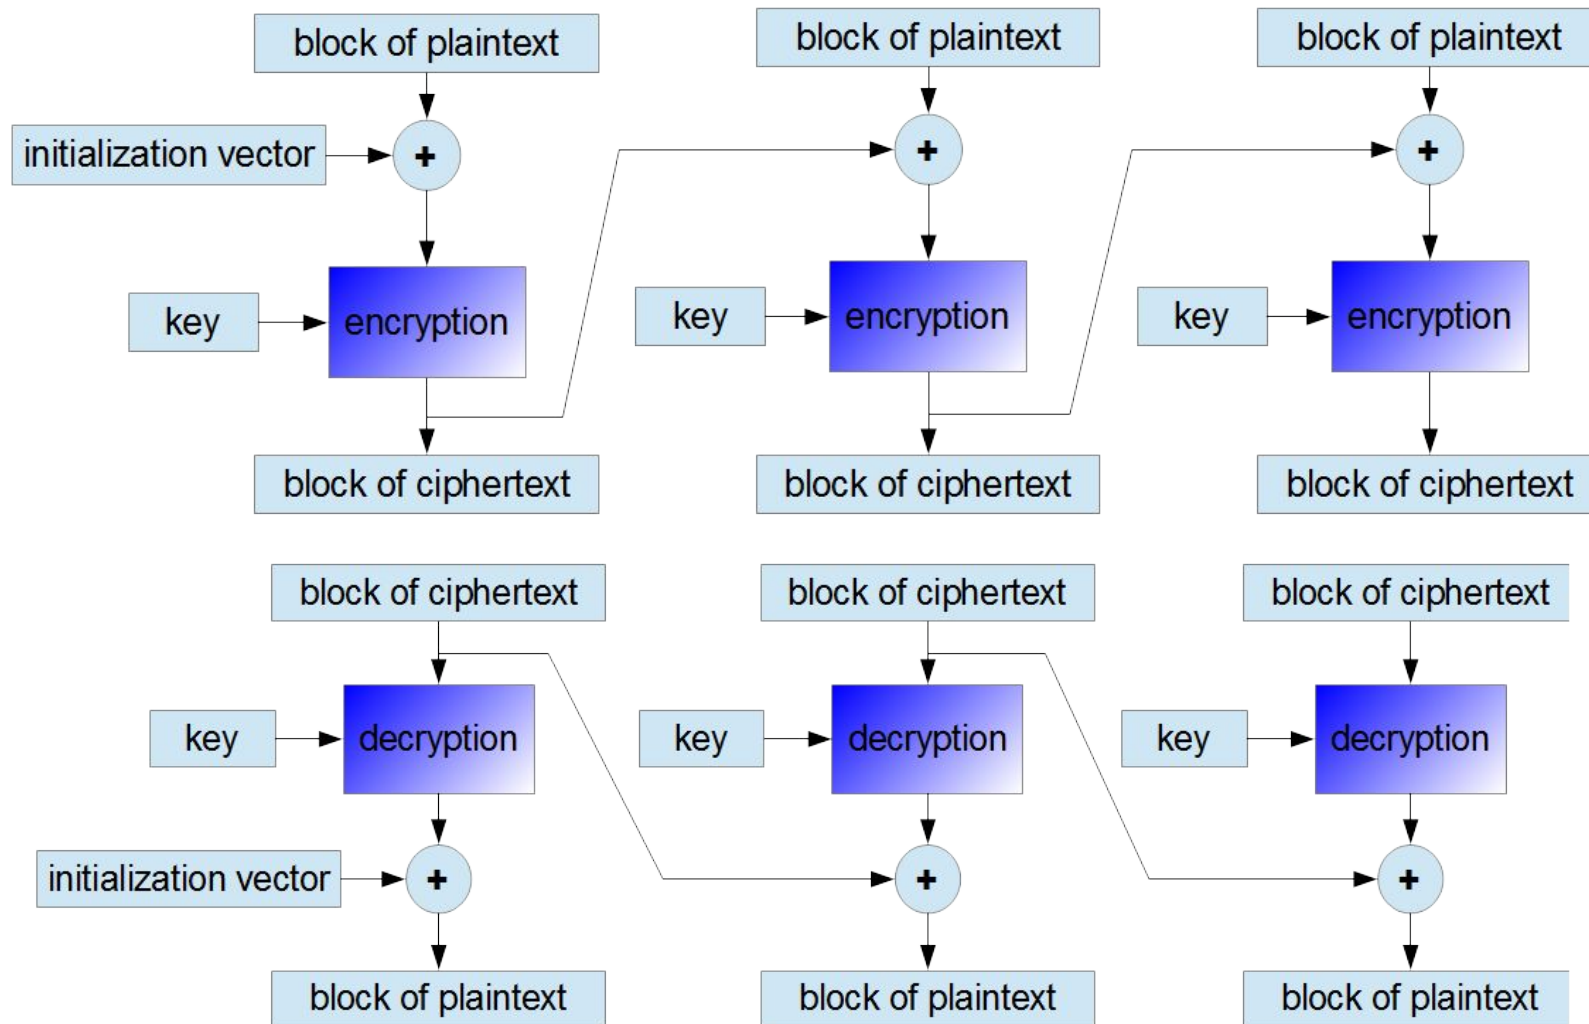 block of plaintext
block of plaintext
block of plaintext
initialization vector
+
+
+
key
encryption
key
encryption
key
encryption
block of ciphertext
block of ciphertext
block of ciphertext
block of ciphertext
block of ciphertext
block of ciphertext
key
decryption
key
decryption
key
decryption
initialization vector
+
+
+
block of plaintext
block of plaintext
block of plaintext